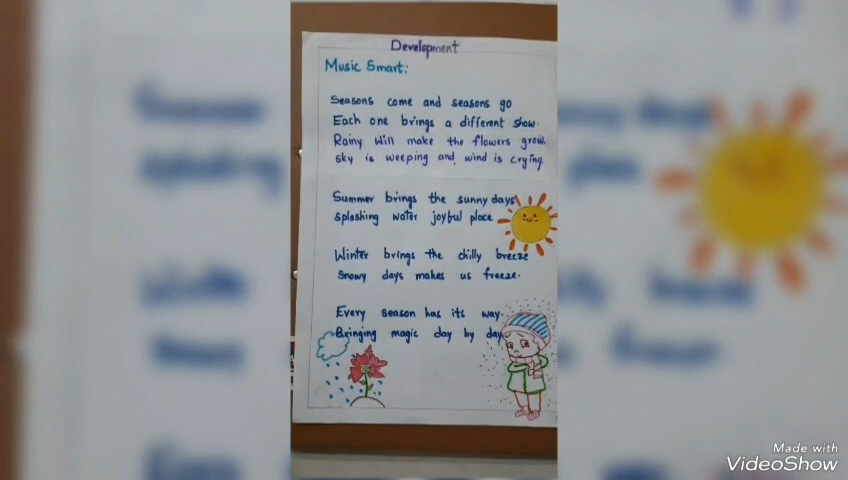 Development
Music Smart:
Seasons come and seasons go
Each one brings a different show.
Rainy will make the flowers grow.
sky is weeping and wind is crying.
Summer brings the sunny days
splashing water joyful place
Winter brings the chilly breeze
snowy days makes us freeze.
Every season has its way.
Bringing magic day by day
Made with
VideoShow